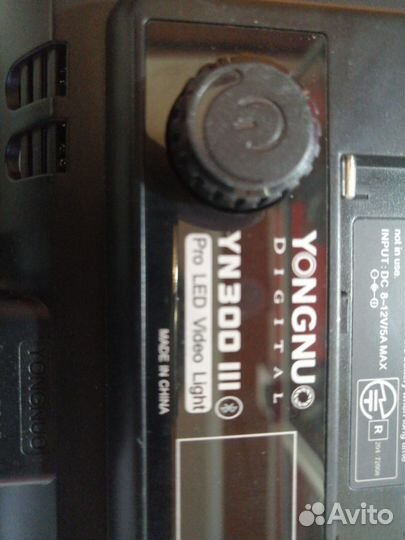 YONGNUO
DIGITAL
YN300 III
Pro LED Video Light
MADE IN CHINA
not in use.
INPUT: DC 8-12V/5A MAX
R
YONGNUO
Avito